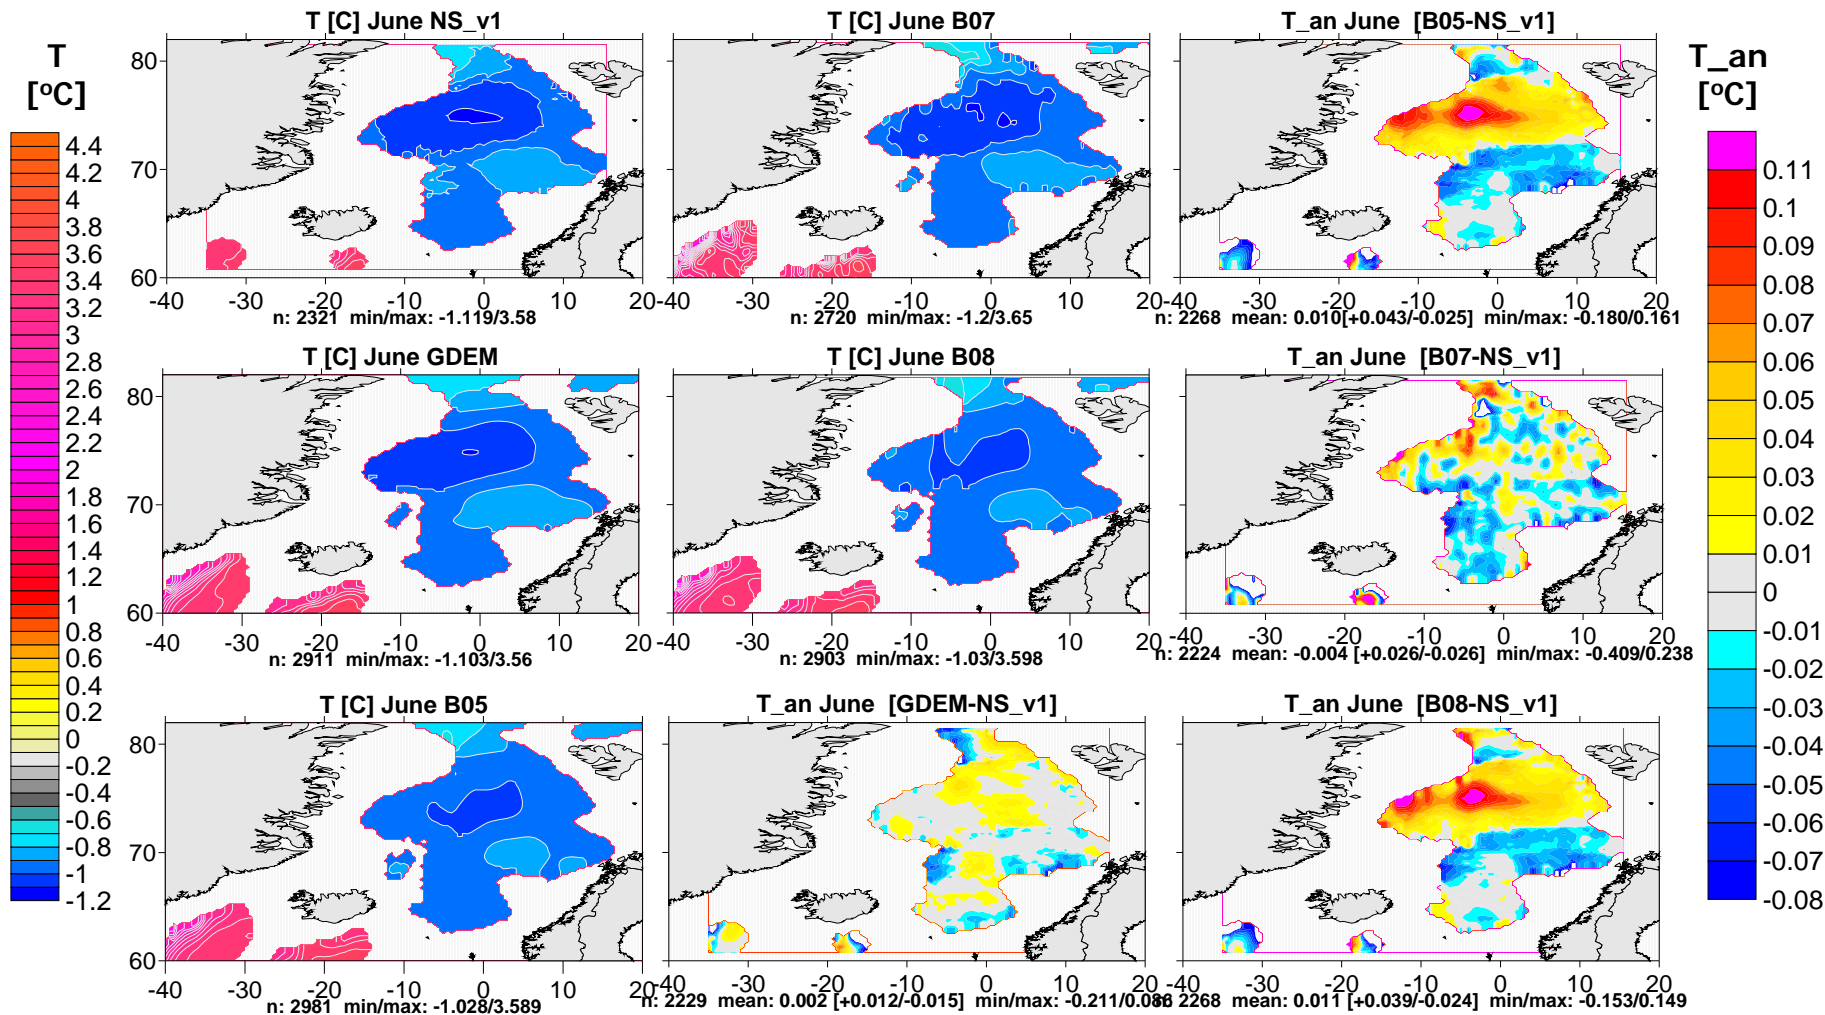 T [C] June NS_v1
T [C] June B07
T_an June [B05-NS_v1]
T
[ºC]
4.4
4.2
4
3.8
3.6
3.4
3.2
3
2.8
2.6
2.4
2.2
2
1.8
1.6
1.4
1.2
1
0.8
0.6
0.4
0.2
0
-0.2
-0.4
-0.6
-0.8
-1
-1.2
80
70
60
-40 -30 -20 -10 0 10 20
n: 2321 min/max: -1.119/3.58
-40 -30 -20 -10 0 10 20
n: 2720 min/max: -1.2/3.65
-40 -30 -20 -10 0 10 20
n: 2268 mean: 0.010[+0.043/-0.025] min/max: -0.180/0.161
T [C] June GDEM
T [C] June B08
T_an June [B07-NS_v1]
80
70
60
-40 -30 -20 -10 0 10 20
n: 2911 min/max: -1.103/3.56
-40 -30 -20 -10 0 10 20
n: 2903 min/max: -1.03/3.598
-40 -30 -20 -10 0 10 20
n: 2224 mean: -0.004 [+0.026/-0.026] min/max: -0.409/0.238
T [C] June B05
T_an June [GDEM-NS_v1]
T_an June [B08-NS_v1]
80
70
60
-40 -30 -20 -10 0 10 20
n: 2981 min/max: -1.028/3.589
-30 -20 -10 0 10 20
n: 2229 mean: 0.002 [+0.012/-0.015] min/max: -0.211/0.086
-40 -30 -20 -10 0 10 20
2268 mean: 0.011 [+0.039/-0.024] min/max: -0.153/0.149
T_an
[ºC]
0.11
0.1
0.09
0.08
0.07
0.06
0.05
0.04
0.03
0.02
0.01
0
-0.01
-0.02
-0.03
-0.04
-0.05
-0.06
-0.07
-0.08